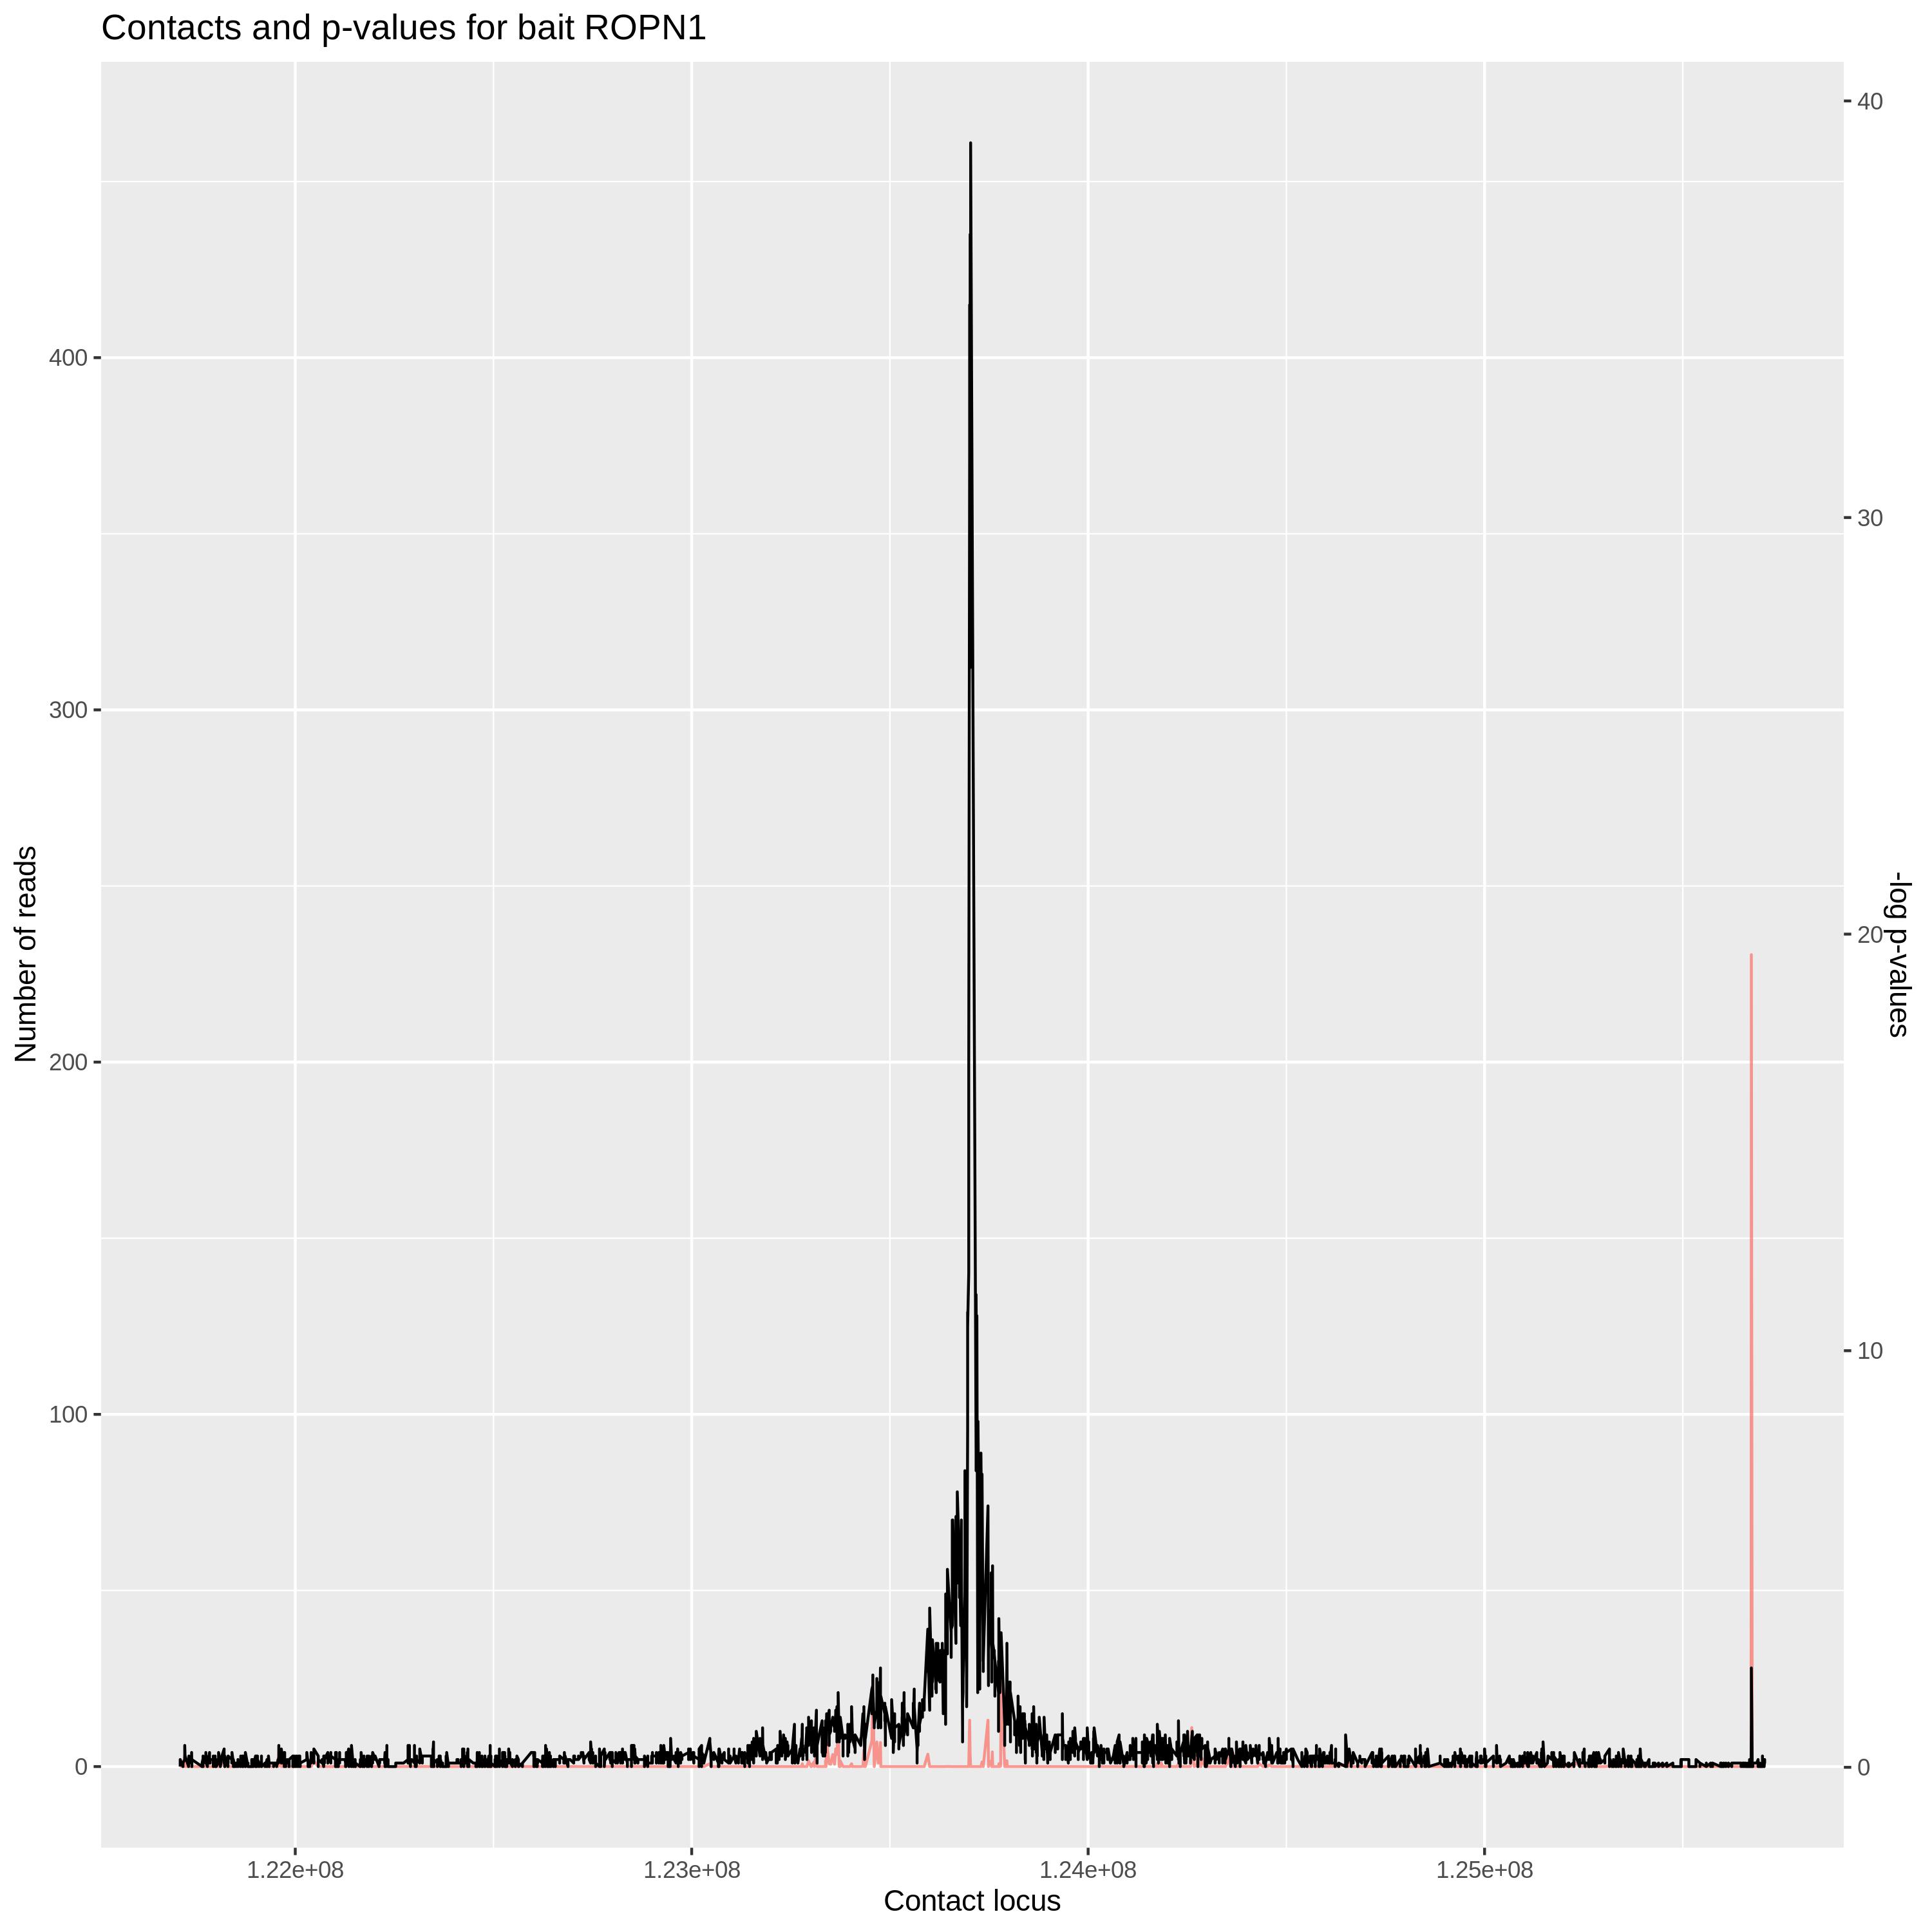 Contacts and p-values for bait ROPN1
40
30
20
10
0
400
300
200
100
0
Number of reads
-log p-values
1.22e+08
1.23e+08
1.24e+08
1.25e+08
Contact locus